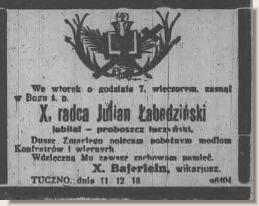 We wtorek o godzinie 7. wieczorem, zasnął
w Bogu ś. p.
X. radca Julian Łabędziński
jubilat – proboszcz tuczyński.
Duszę Zmarłego polecam pobożnym modłom
Konfratrów i wiernych.
Wdzięczną Mu zawsze zachowam pamięć.
X. Bajerlein, wikarjusz.
TUCZNO, dnia 11. 12. 18